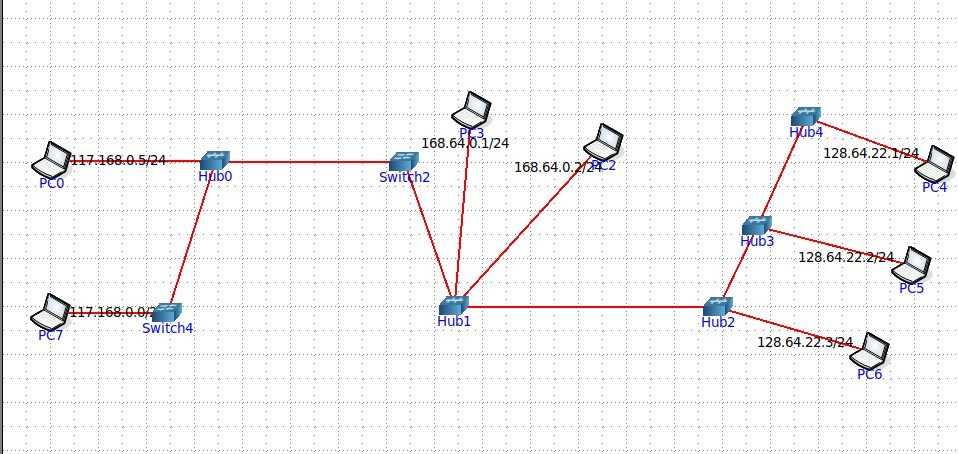 PC3
168.64.0.1/24
Hub4
128.64.22.1/24
PC4
117.168.0.5/24
PC0
Hub0
Switch2
168.64.0.2/24
PC2
Hub3
128.64.22.2/24
PC5
117.168.0.0/2
PC7
Switch4
Hub1
Hub2
128.64.22.3/24
PC6